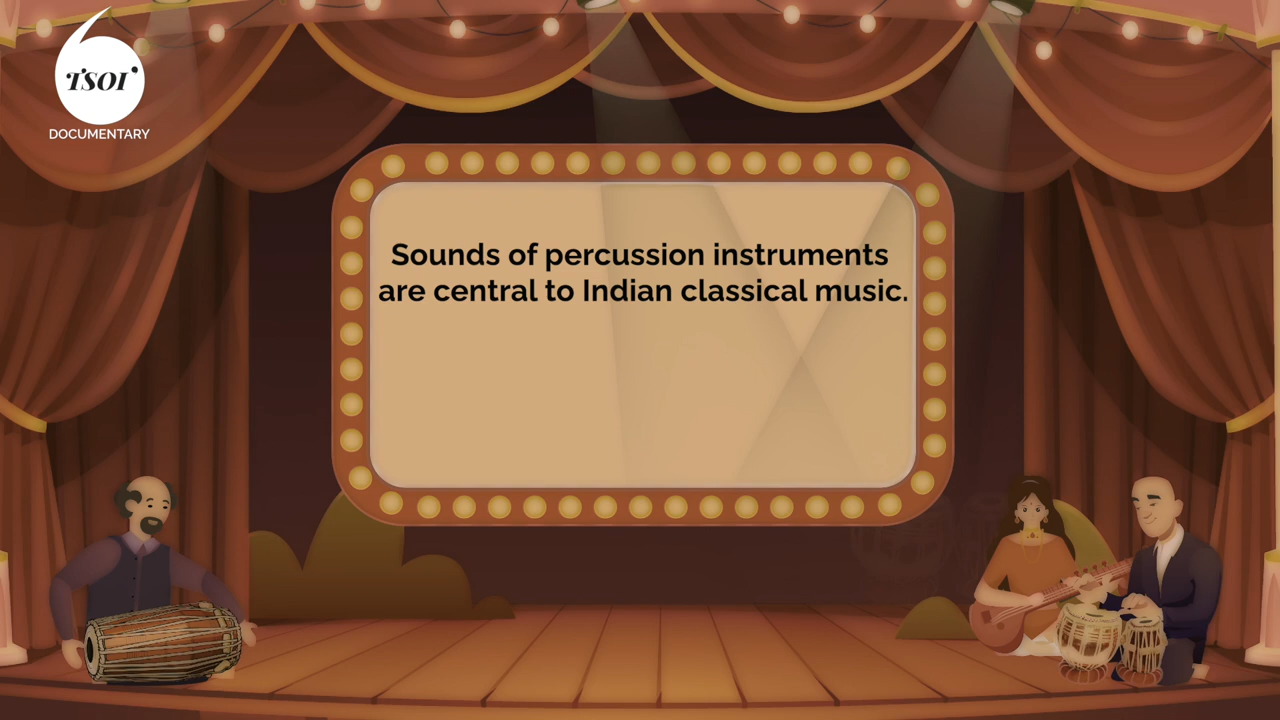 TSOI
DOCUMENTARY
Sounds of percussion instruments
are central to Indian classical music.